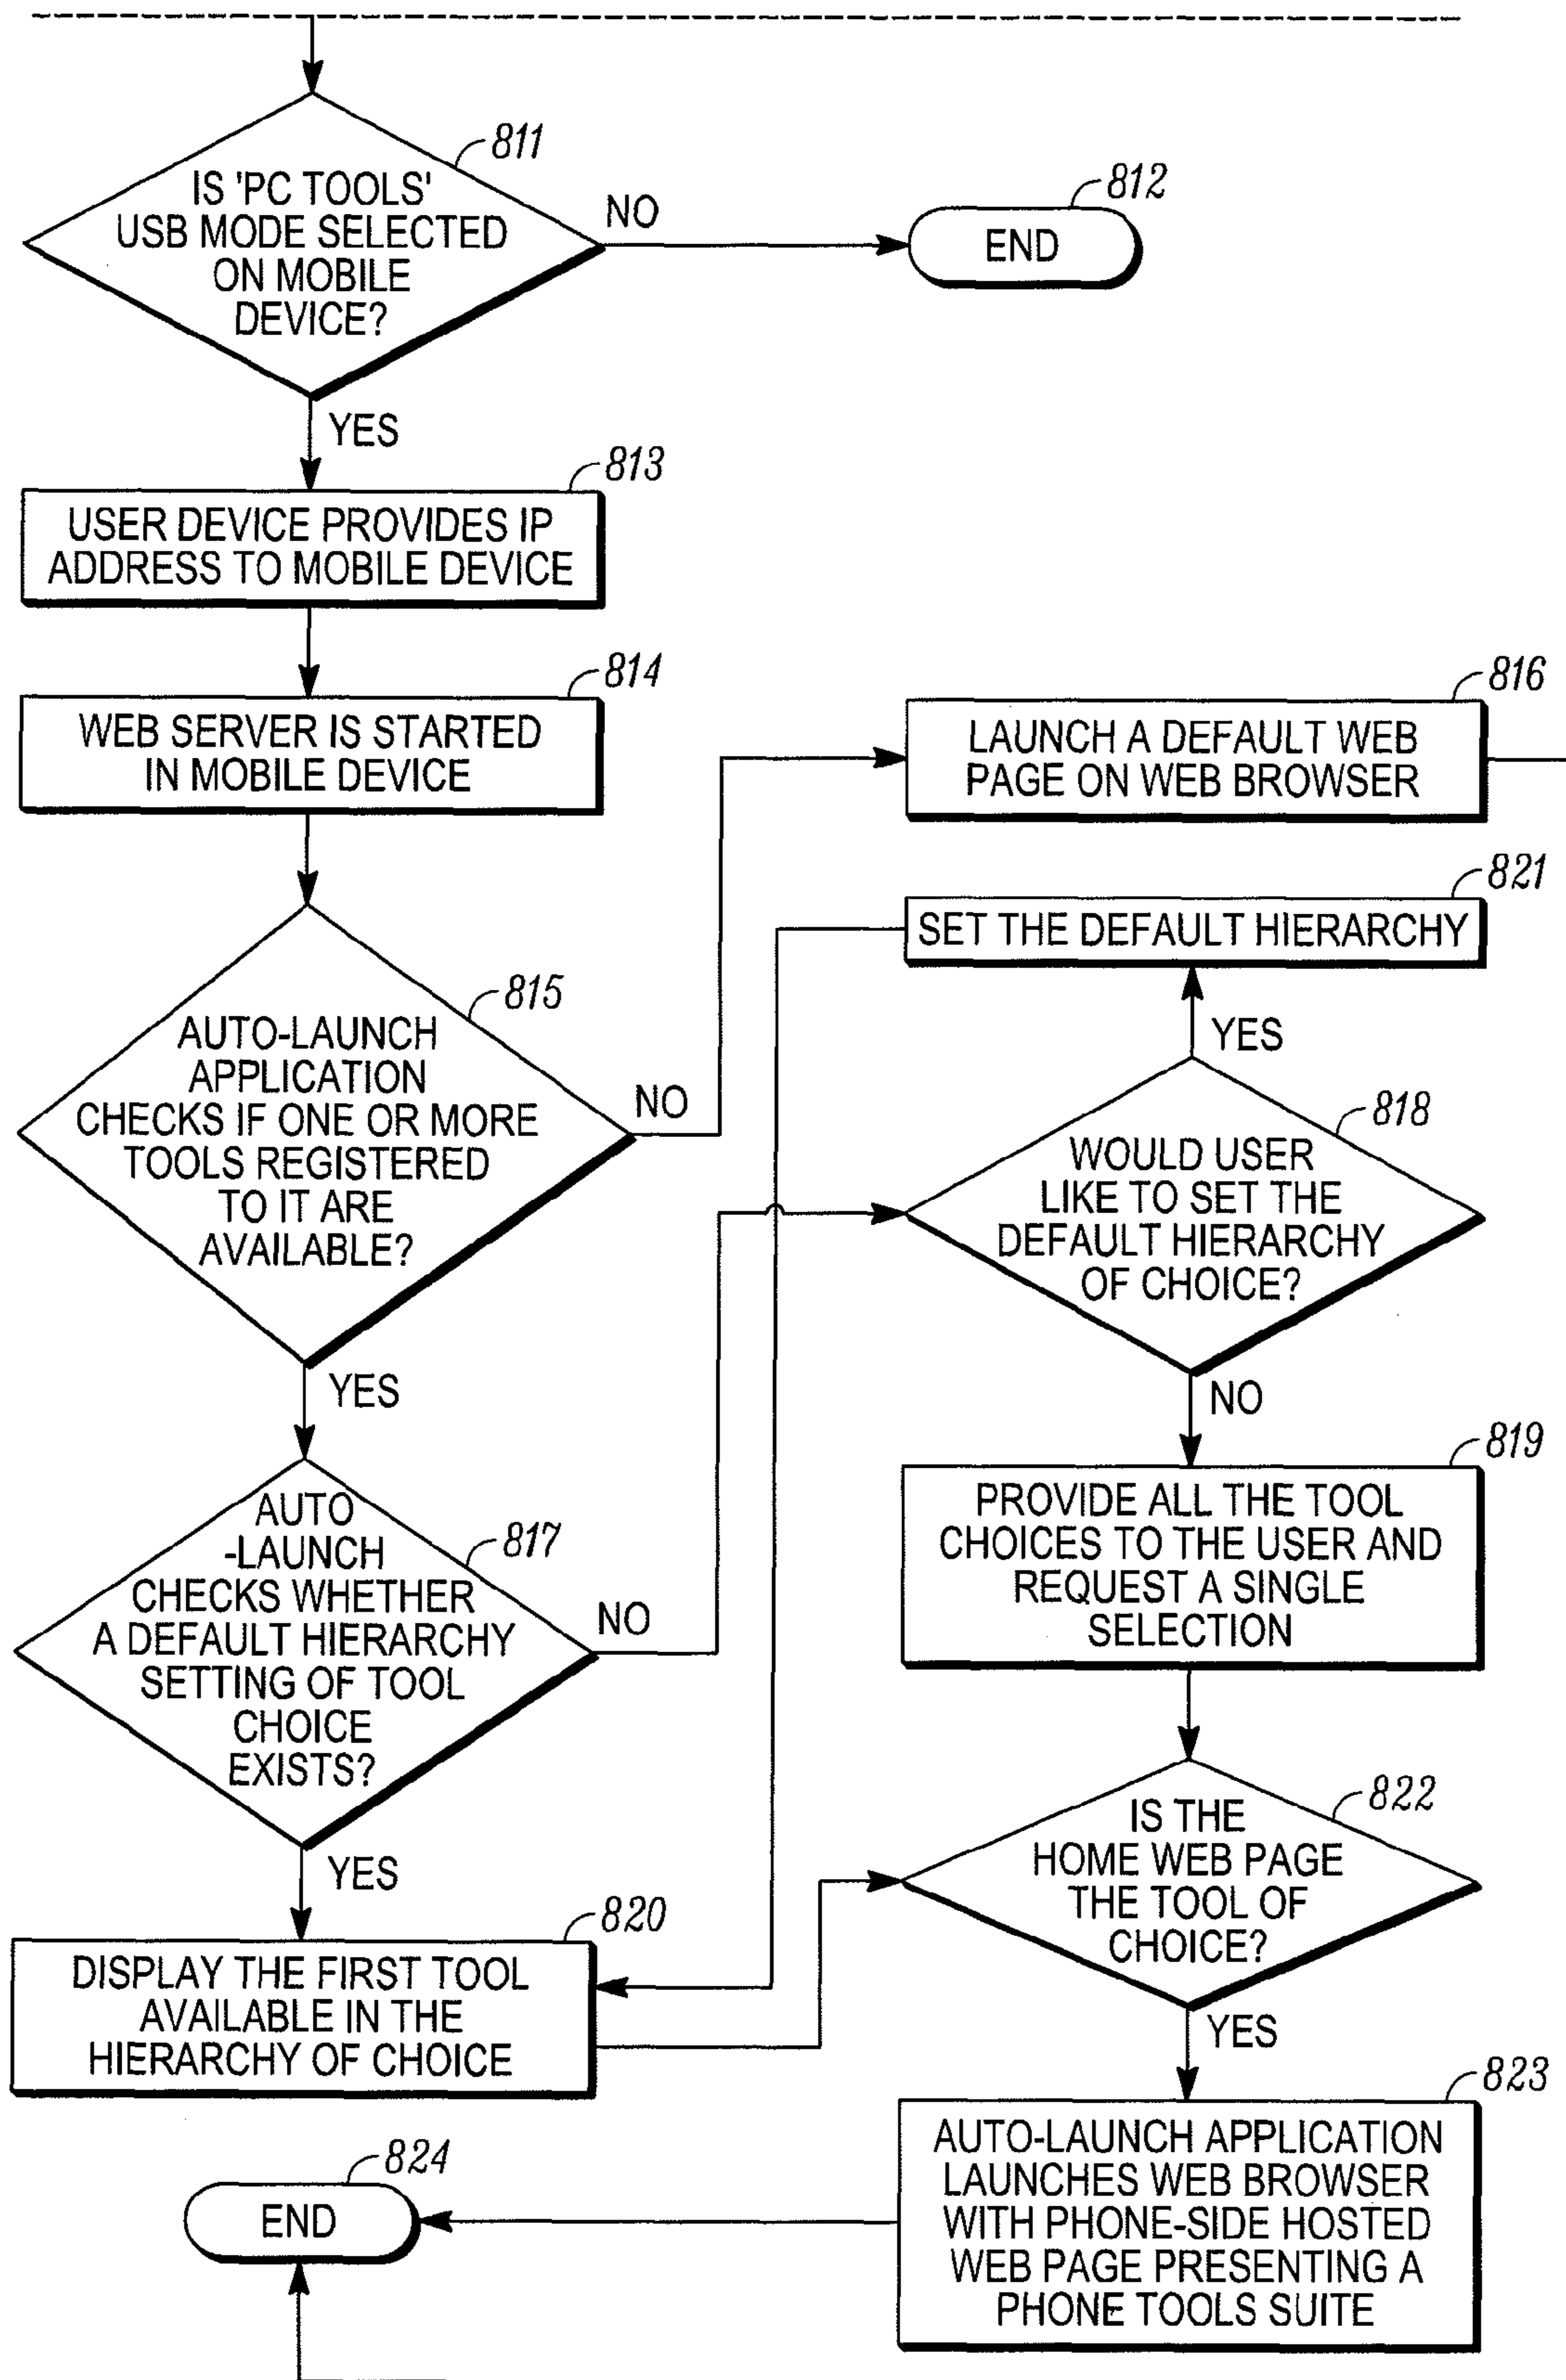 811
IS 'PC TOOLS'
USB MODE SELECTED
ON MOBILE
DEVICE?
NO
812
END
YES
813
USER DEVICE PROVIDES IP
ADDRESS TO MOBILE DEVICE
814
WEB SERVER IS STARTED
IN MOBILE DEVICE
816
LAUNCH A DEFAULT WEB
PAGE ON WEB BROWSER
821
SET THE DEFAULT HIERARCHY
YES
815
AUTO-LAUNCH
APPLICATION
CHECKS IF ONE OR MORE
TOOLS REGISTERED
TO IT ARE
AVAILABLE?
NO
YES
818
WOULD USER
LIKE TO SET THE
DEFAULT HIERARCHY
OF CHOICE?
NO
817
AUTO
-LAUNCH
CHECKS WHETHER
A DEFAULT HIERARCHY
SETTING OF TOOL
CHOICE
EXISTS?
NO
YES
819
PROVIDE ALL THE TOOL
CHOICES TO THE USER AND
REQUEST A SINGLE
SELECTION
822
IS THE
HOME WEB PAGE
THE TOOL OF
CHOICE?
YES
820
DISPLAY THE FIRST TOOL
AVAILABLE IN THE
HIERARCHY OF CHOICE
823
AUTO-LAUNCH APPLICATION
LAUNCHES WEB BROWSER
WITH PHONE-SIDE HOSTED
WEB PAGE PRESENTING A
PHONE TOOLS SUITE
824
END